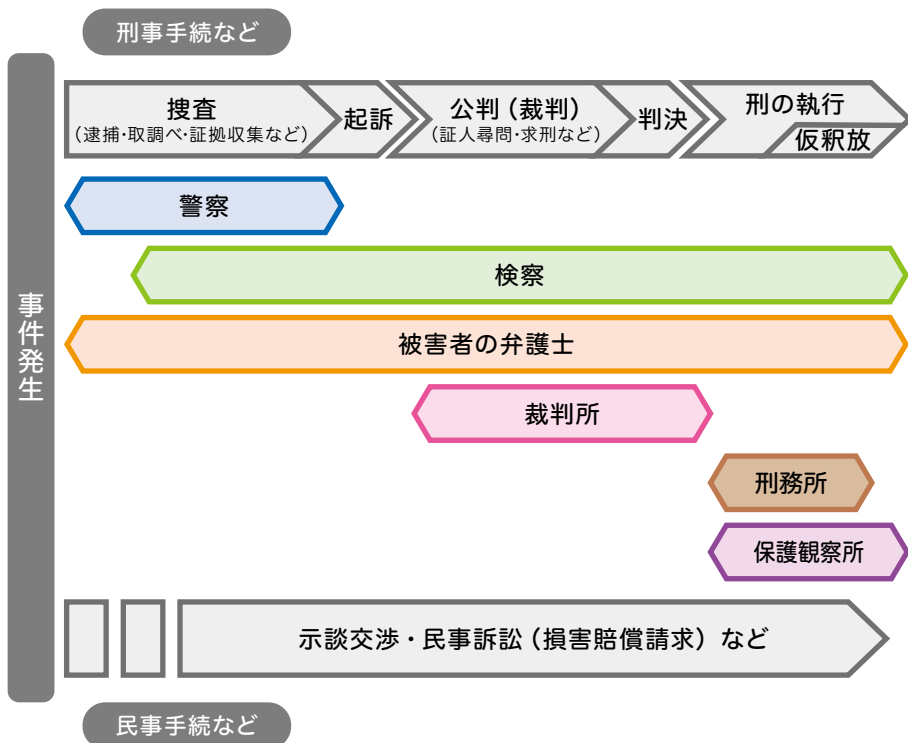 刑事手続など
事件発生
捜査
（逮捕・取調べ・証拠収集など）
起訴
公判（裁判）
（証人尋問・求刑など）
判決
刑の執行
仮釈放
警察
検察
被害者の弁護士
裁判所
刑務所
保護観察所
示談交渉・民事訴訟（損害賠償請求）など
民事手続など